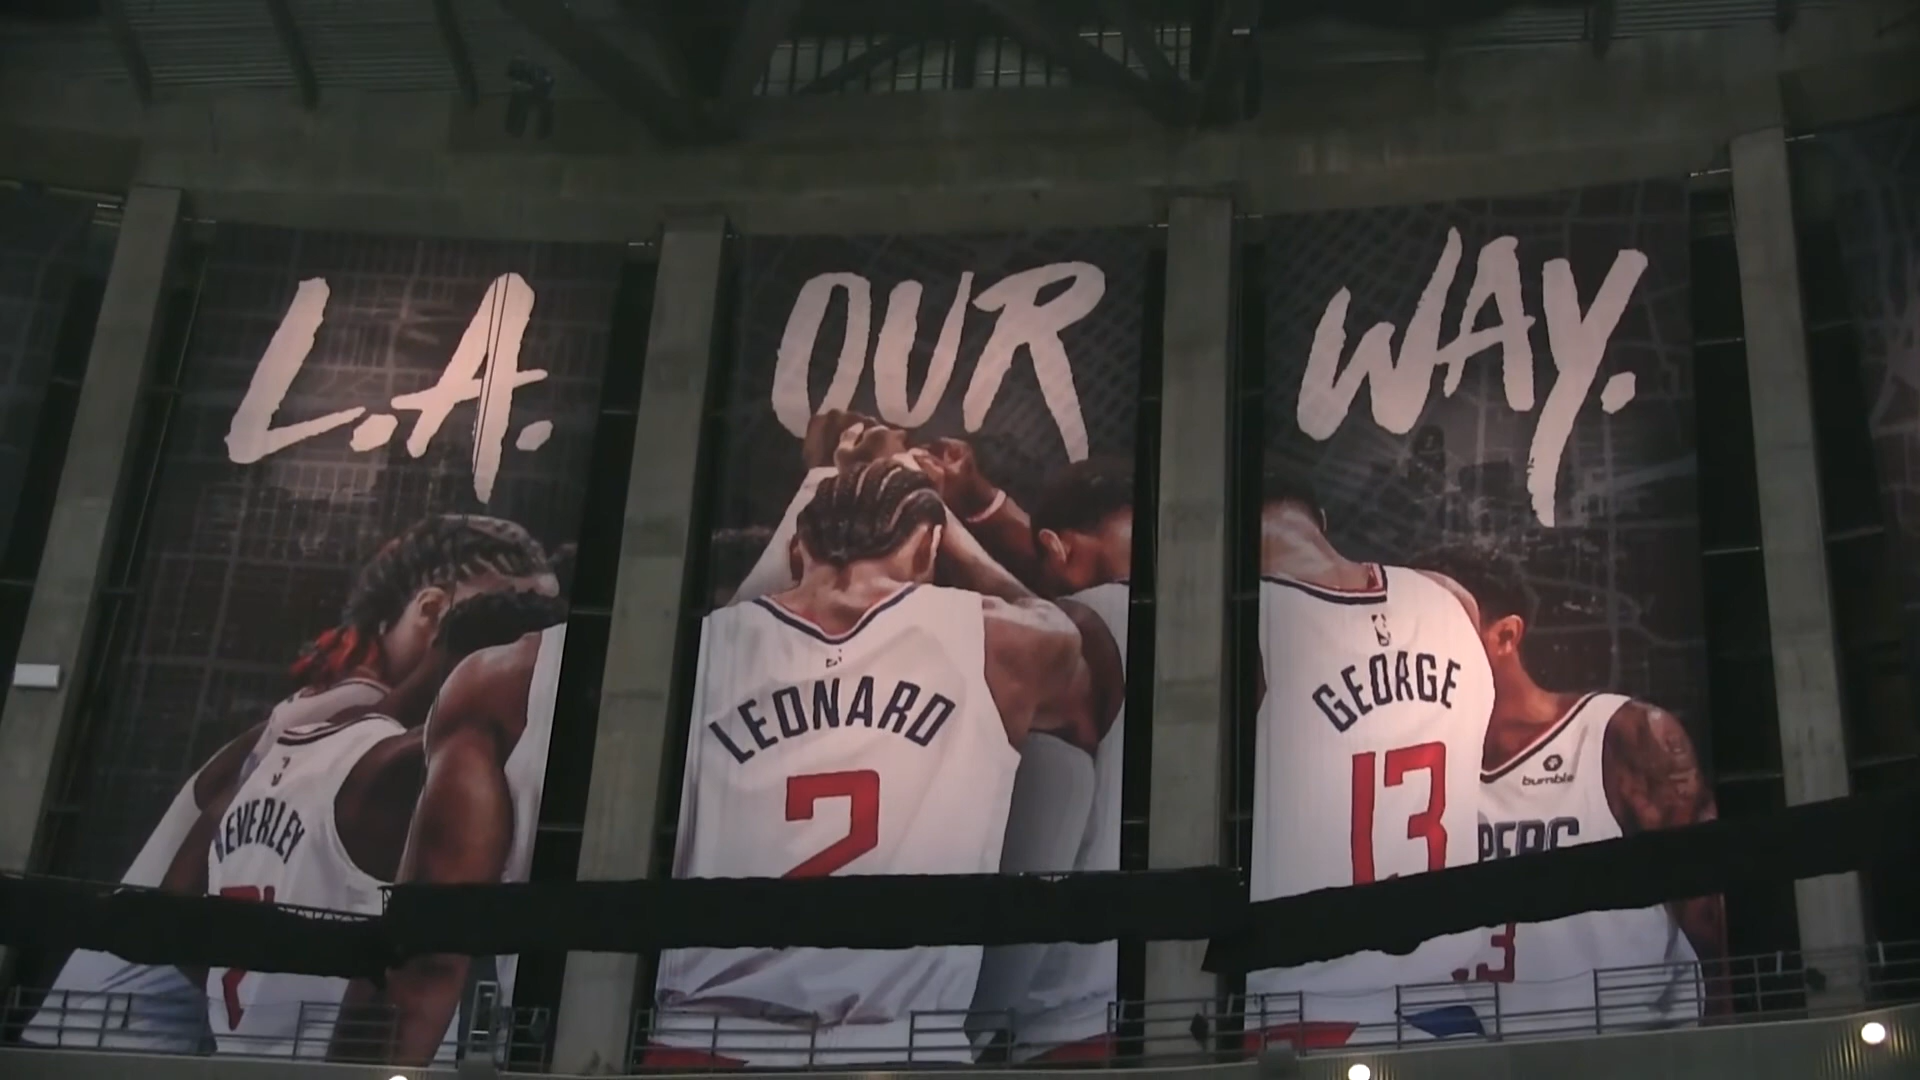 L.A. OUR WAY.
BEVERLEY
LEONARD
2
GEORGE
13
bumble